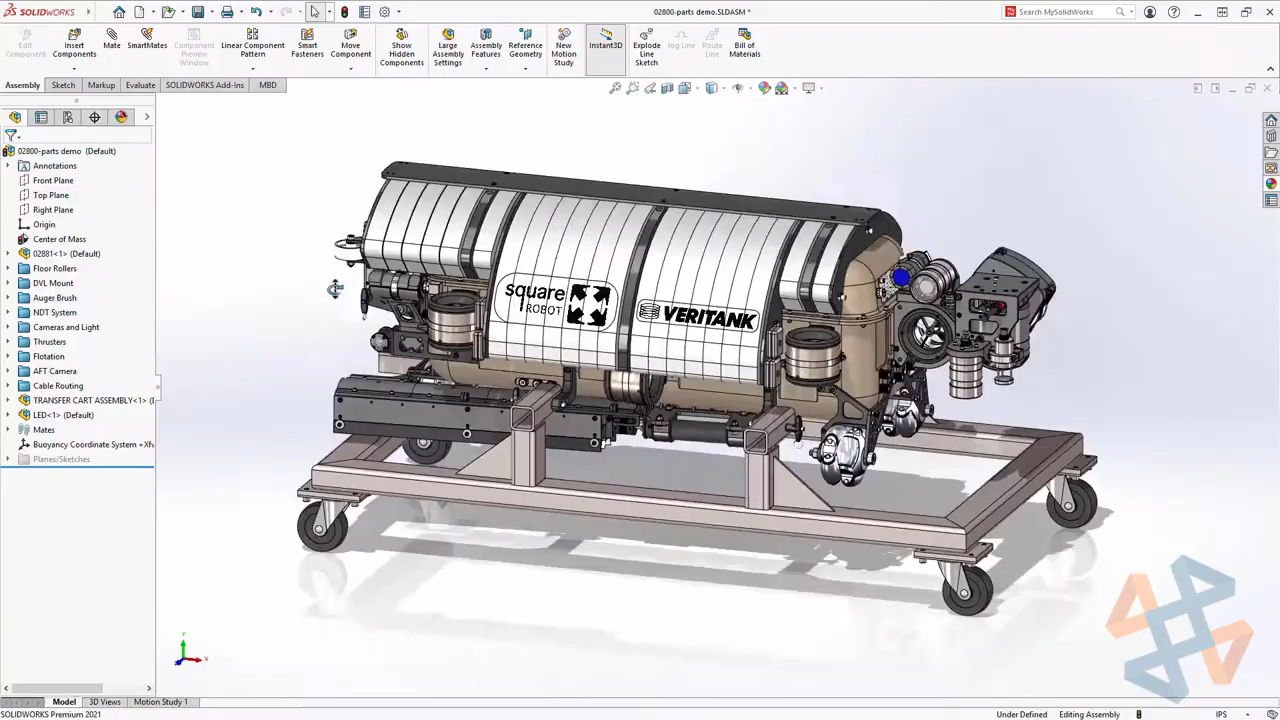 SOLIDWORKS
02800-parts demo.SLDASM *
Search MySolidWorks
Edit Component
Insert Components
Mate
SmartMates
Component Preview Window
Linear Component Pattern
Smart Fasteners
Move Component
Show Hidden Components
Large Assembly Settings
Assembly Features
Reference Geometry
New Motion Study
Instant3D
Explode Line Sketch
Route Line
Bill of Materials
Assembly Sketch Markup Evaluate SOLIDWORKS Add-Ins MBD
02800-parts demo (Default)
Annotations
Front Plane
Top Plane
Right Plane
Origin
Center of Mass
02881<1> (Default)
Floor Rollers
DVL Mount
Auger Brush
NDT System
Cameras and Light
Thrusters
Flotation
AFT Camera
Cable Routing
TRANSFER CART ASSEMBLY<1> (
LED<1> (Default)
Mates
Buoyancy Coordinate System
Planes/Sketches
square
ROBOT
VERITANK
Y
X
Model 3D Views Motion Study 1
SOLIDWORKS Premium 2021
Under Defined Editing Assembly IPS